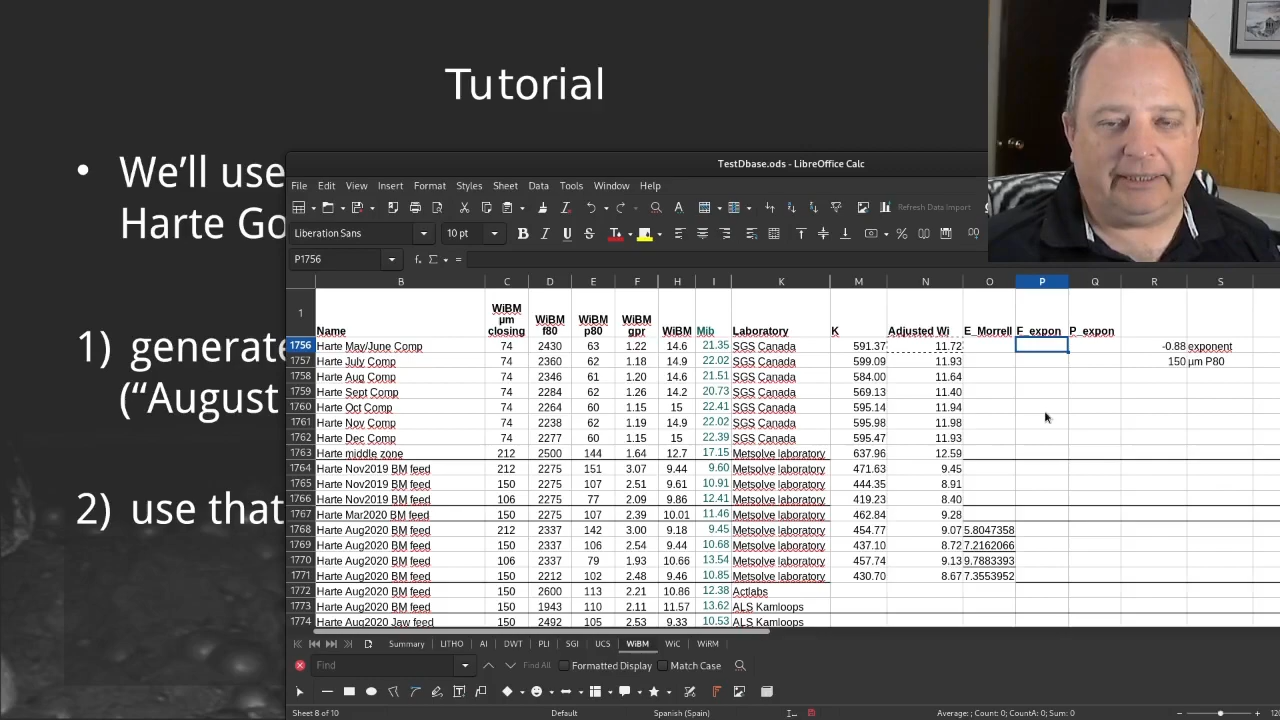 Tutorial
• We’ll use
Harte Go
1) generate
(“August
2) use that
TestDbase.ods - LibreOffice Calc
File Edit View Insert Format Styles Sheet Data Tools Window Help
Refresh Data Import
Liberation Sans 10 pt
P1756
B C D E F H I K M N O P Q R S
1 Name WiBM µm closing WiBM f80 WiBM p80 WiBM gpr WiBM Mib Laboratory K Adjusted Wi E_Morrell F_expon P_expon
1756 Harte May/June Comp 74 2430 63 1.22 14.6 21.35 SGS Canada 591.37 11.72 -0.88 exponent
1757 Harte July Comp 74 2360 62 1.18 14.9 22.02 SGS Canada 599.09 11.93 150 µm P80
1758 Harte Aug Comp 74 2346 61 1.20 14.6 21.51 SGS Canada 584.00 11.64
1759 Harte Sept Comp 74 2284 62 1.26 14.2 20.73 SGS Canada 569.13 11.40
1760 Harte Oct Comp 74 2264 60 1.15 15 22.41 SGS Canada 595.14 11.94
1761 Harte Nov Comp 74 2238 62 1.19 14.9 22.02 SGS Canada 595.98 11.98
1762 Harte Dec Comp 74 2277 60 1.15 15 22.39 SGS Canada 595.47 11.93
1763 Harte middle zone 212 2500 144 1.64 12.7 17.15 Metsolve laboratory 637.96 12.59
1764 Harte Nov2019 BM feed 212 2275 151 3.07 9.44 9.60 Metsolve laboratory 471.63 9.45
1765 Harte Nov2019 BM feed 150 2275 107 2.51 9.61 10.91 Metsolve laboratory 444.35 8.91
1766 Harte Nov2019 BM feed 106 2275 77 2.09 9.86 12.41 Metsolve laboratory 419.23 8.40
1767 Harte Mar2020 BM feed 150 2275 107 2.39 10.01 11.46 Metsolve laboratory 462.84 9.28
1768 Harte Aug2020 BM feed 212 2337 142 3.00 9.18 9.45 Metsolve laboratory 454.77 9.07 5.8047358
1769 Harte Aug2020 BM feed 150 2337 106 2.54 9.44 10.68 Metsolve laboratory 437.10 8.72 7.2162066
1770 Harte Aug2020 BM feed 106 2337 79 1.93 10.66 13.54 Metsolve laboratory 457.74 9.13 9.7883393
1771 Harte Aug2020 BM feed 150 2212 102 2.48 9.46 10.85 Metsolve laboratory 430.70 8.67 7.3553952
1772 Harte Aug2020 BM feed 150 2600 113 2.21 10.86 12.38 Actlabs
1773 Harte Aug2020 BM feed 150 1943 110 2.11 11.57 13.62 ALS Kamloops
1774 Harte Aug2020 Jaw feed 150 2492 105 2.53 9.33 10.53 ALS Kamloops
Summary LITHO AI DWT PLI SGI UCS WiBM WiC WiRM
Find Find All Formatted Display Match Case
Sheet 8 of 10 Default Spanish (Spain) Average: ; Count: 0; CountA: 0; Sum: 0